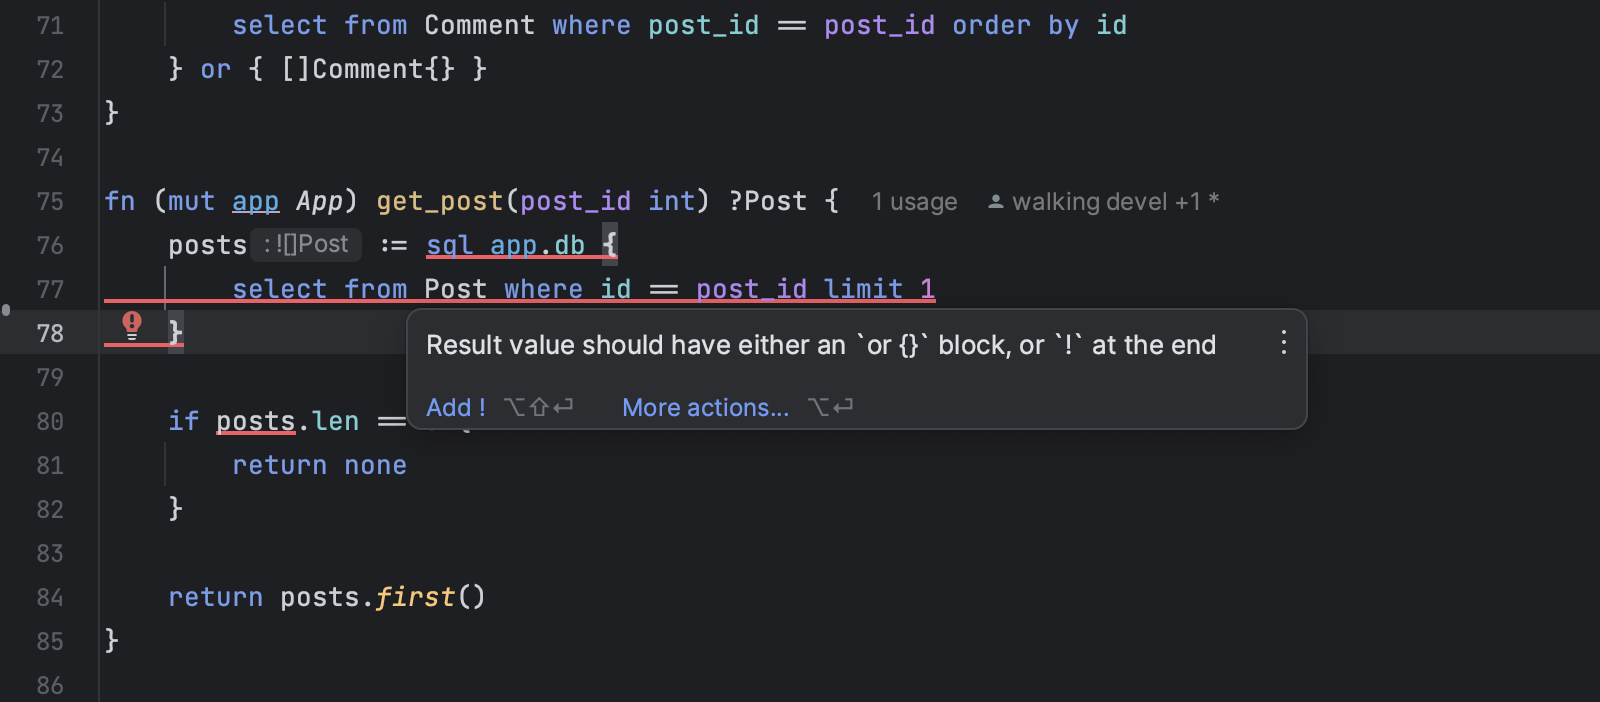 71 select from Comment where post_id == post_id order by id
72 } or { []Comment{} }
73 }
74
75 fn (mut app App) get_post(post_id int) ?Post { 1 usage walking devel +1 *
76 posts : ![]Post := sql app.db {
77 select from Post where id == post_id limit 1
78 }
Result value should have either an `or {}` block, or `!` at the end
79
Add ! ⌥⇧⏎ More actions... ⌥⏎
80 if posts.len == {
81 return none
82 }
83
84 return posts.first()
85 }
86